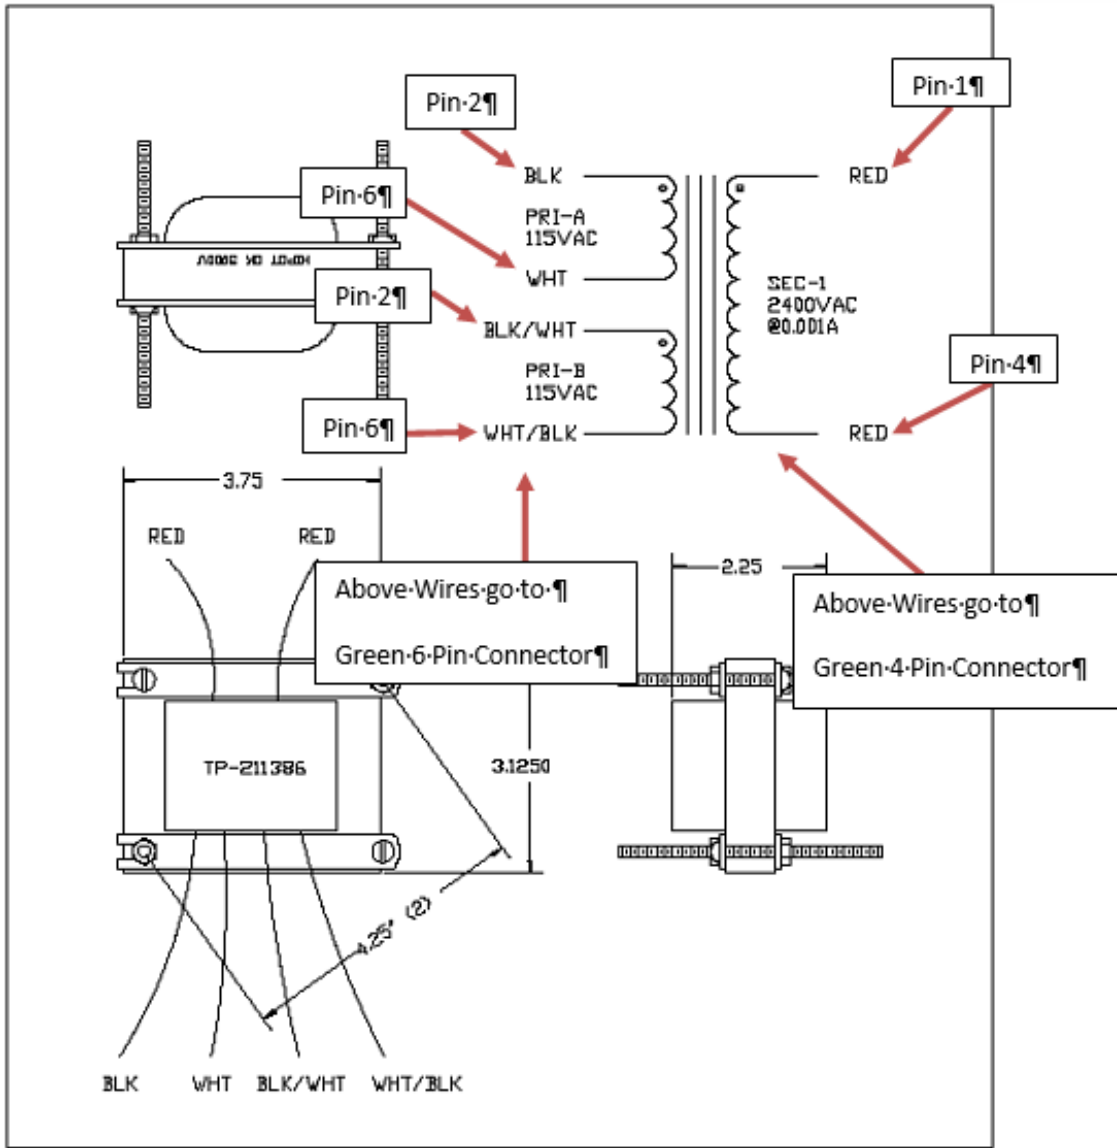 Pin·1¶
Pin·2¶
BLK
RED
Pin·6¶
PRI-A
115VAC
WHT
SEC-1
2400VAC
@0.001A
Pin·2¶
BLK/WHT
PRI-B
115VAC
Pin·4¶
Pin·6¶
WHT/BLK
RED
3.75
RED
RED
2.25
Above·Wires·go·to·¶
Green·6·Pin·Connector¶
Above·Wires·go·to¶
Green·4·Pin·Connector¶
TP-211386
3.1250
4.25" (2)
BLK
WHT
BLK/WHT
WHT/BLK